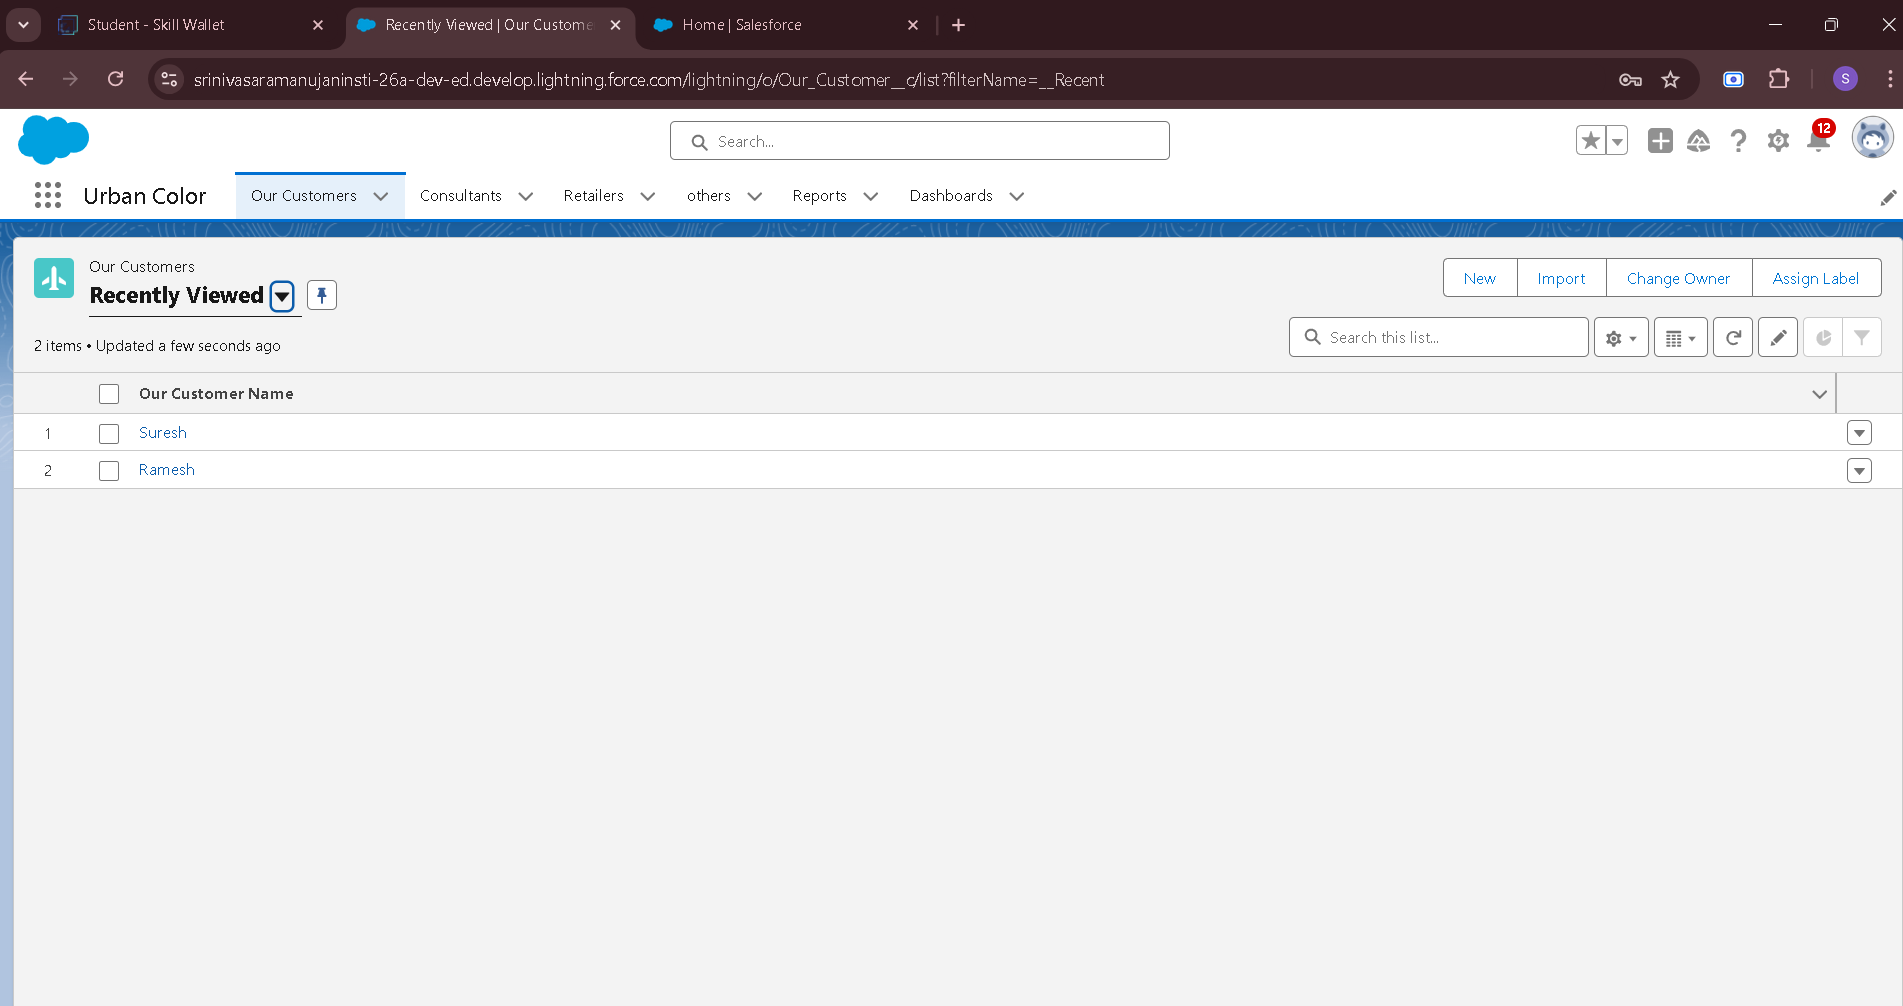 Student - Skill Wallet
Recently Viewed | Our Custome
Home | Salesforce
srinivasaramanujaninsti-26a-dev-ed.develop.lightning.force.com/lightning/o/Our_Customer__c/list?filterName=__Recent
S
Search...
12
Urban Color
Our Customers
Consultants
Retailers
others
Reports
Dashboards
Our Customers
Recently Viewed
New
Import
Change Owner
Assign Label
2 items • Updated a few seconds ago
Search this list...
Our Customer Name
1 Suresh
2 Ramesh